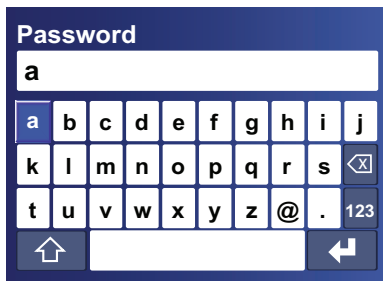 Password
a
a b c d e f g h i j
k l m n o p q r s X
t u v w x y z @ . 123